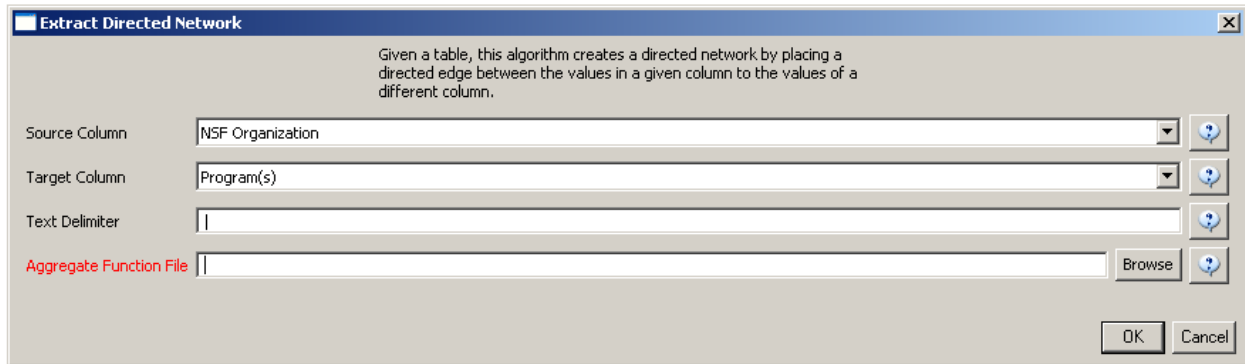 Extract Directed Network
Given a table, this algorithm creates a directed network by placing a
directed edge between the values in a given column to the values of a
different column.
Source Column NSF Organization
Target Column Program(s)
Text Delimiter |
Aggregate Function File Browse
OK Cancel